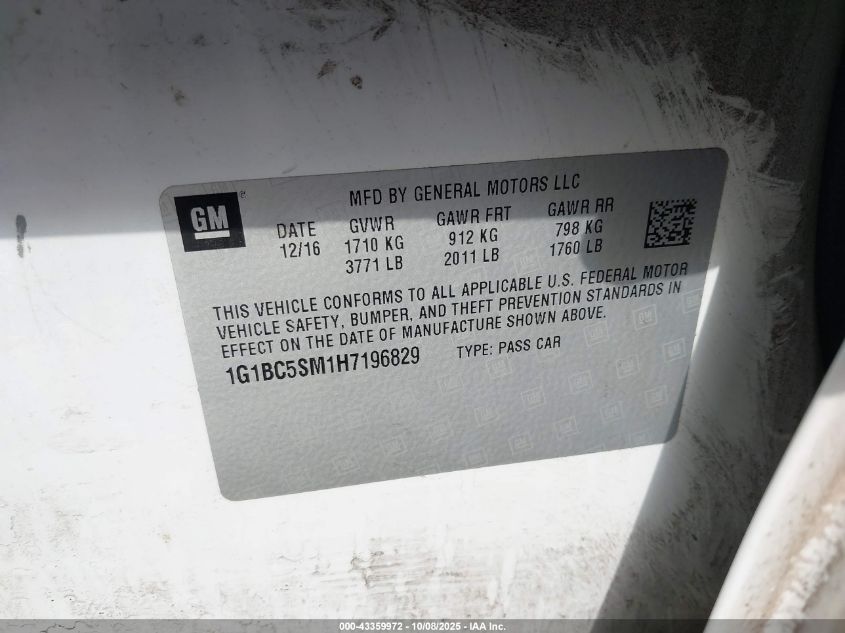 MFD BY GENERAL MOTORS LLC
GM
DATE GVWR GAWR FRT GAWR RR
12/16 1710 KG 912 KG 798 KG
3771 LB 2011 LB 1760 LB
THIS VEHICLE CONFORMS TO ALL APPLICABLE U.S. FEDERAL MOTOR
VEHICLE SAFETY, BUMPER, AND THEFT PREVENTION STANDARDS IN
EFFECT ON THE DATE OF MANUFACTURE SHOWN ABOVE.
1G1BC5SM1H7196829 TYPE: PASS CAR
000-43359972 - 10/08/2025 - IAA Inc.